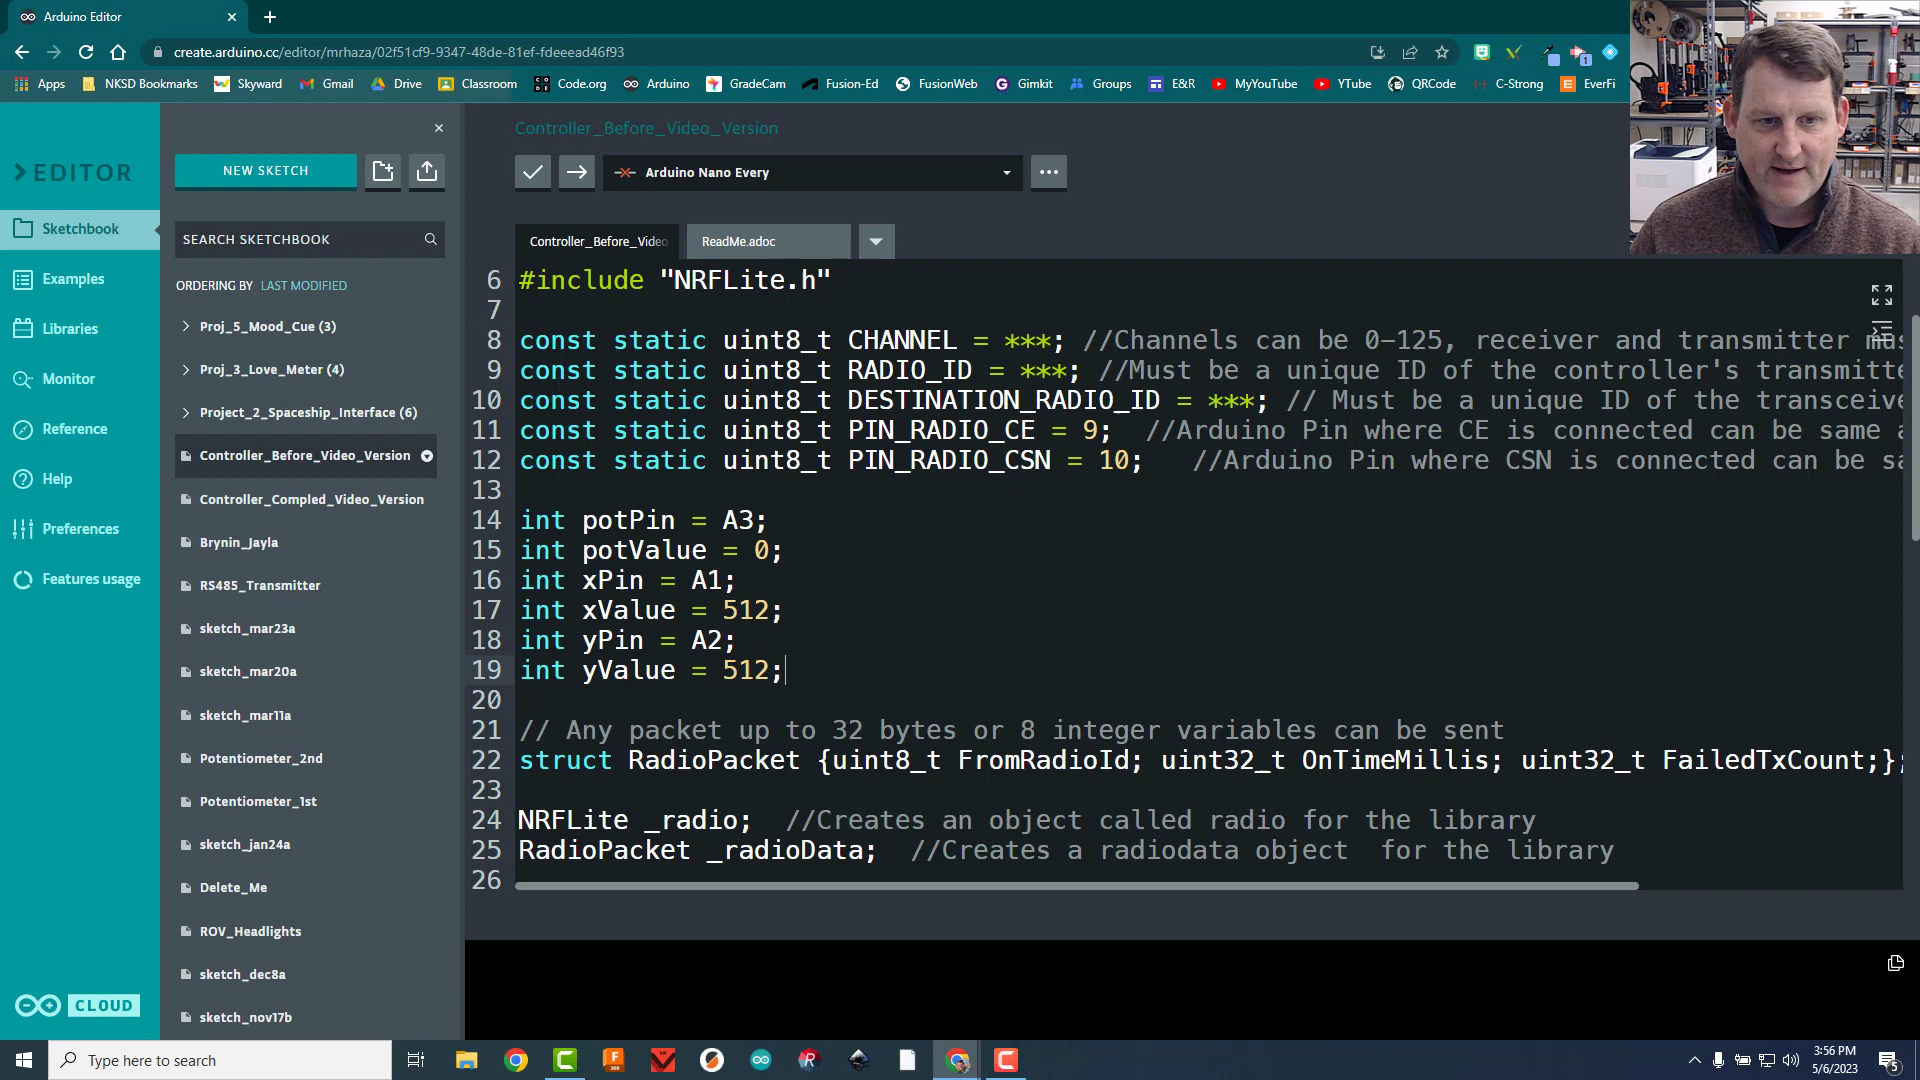 Arduino Editor
create.arduino.cc/editor/mrhaza/02f51cf9-9347-48de-81ef-fdeeead46f93
Apps
NKSD Bookmarks
Skyward
Gmail
Drive
Classroom
Code.org
Arduino
GradeCam
Fusion-Ed
FusionWeb
Gimkit
Groups
E&R
MyYouTube
YTube
QRCode
C-Strong
EverFi
EDITOR
Sketchbook
Examples
Libraries
Monitor
Reference
Help
Preferences
Features usage
CLOUD
NEW SKETCH
SEARCH SKETCHBOOK
ORDERING BY LAST MODIFIED
Proj_5_Mood_Cue (3)
Proj_3_Love_Meter (4)
Project_2_Spaceship_Interface (6)
Controller_Before_Video_Version
Controller_Compled_Video_Version
Brynin_Jayla
RS485_Transmitter
sketch_mar23a
sketch_mar20a
sketch_mar11a
Potentiometer_2nd
Potentiometer_1st
sketch_jan24a
Delete_Me
ROV_Headlights
sketch_dec8a
sketch_nov17b
Controller_Before_Video_Version
Arduino Nano Every
Controller_Before_Video
ReadMe.adoc
6 #include "NRFLite.h"
7
8 const static uint8_t CHANNEL = ***; //Channels can be 0-125, receiver and transmitter mus
9 const static uint8_t RADIO_ID = ***; //Must be a unique ID of the controller's transmitte
10 const static uint8_t DESTINATION_RADIO_ID = ***; // Must be a unique ID of the transceive
11 const static uint8_t PIN_RADIO_CE = 9; //Arduino Pin where CE is connected can be same a
12 const static uint8_t PIN_RADIO_CSN = 10; //Arduino Pin where CSN is connected can be sa
13
14 int potPin = A3;
15 int potValue = 0;
16 int xPin = A1;
17 int xValue = 512;
18 int yPin = A2;
19 int yValue = 512;
20
21 // Any packet up to 32 bytes or 8 integer variables can be sent
22 struct RadioPacket {uint8_t FromRadioId; uint32_t OnTimeMillis; uint32_t FailedTxCount;};
23
24 NRFLite _radio; //Creates an object called radio for the library
25 RadioPacket _radioData; //Creates a radiodata object for the library
26
Type here to search
3:56 PM
5/6/2023
5